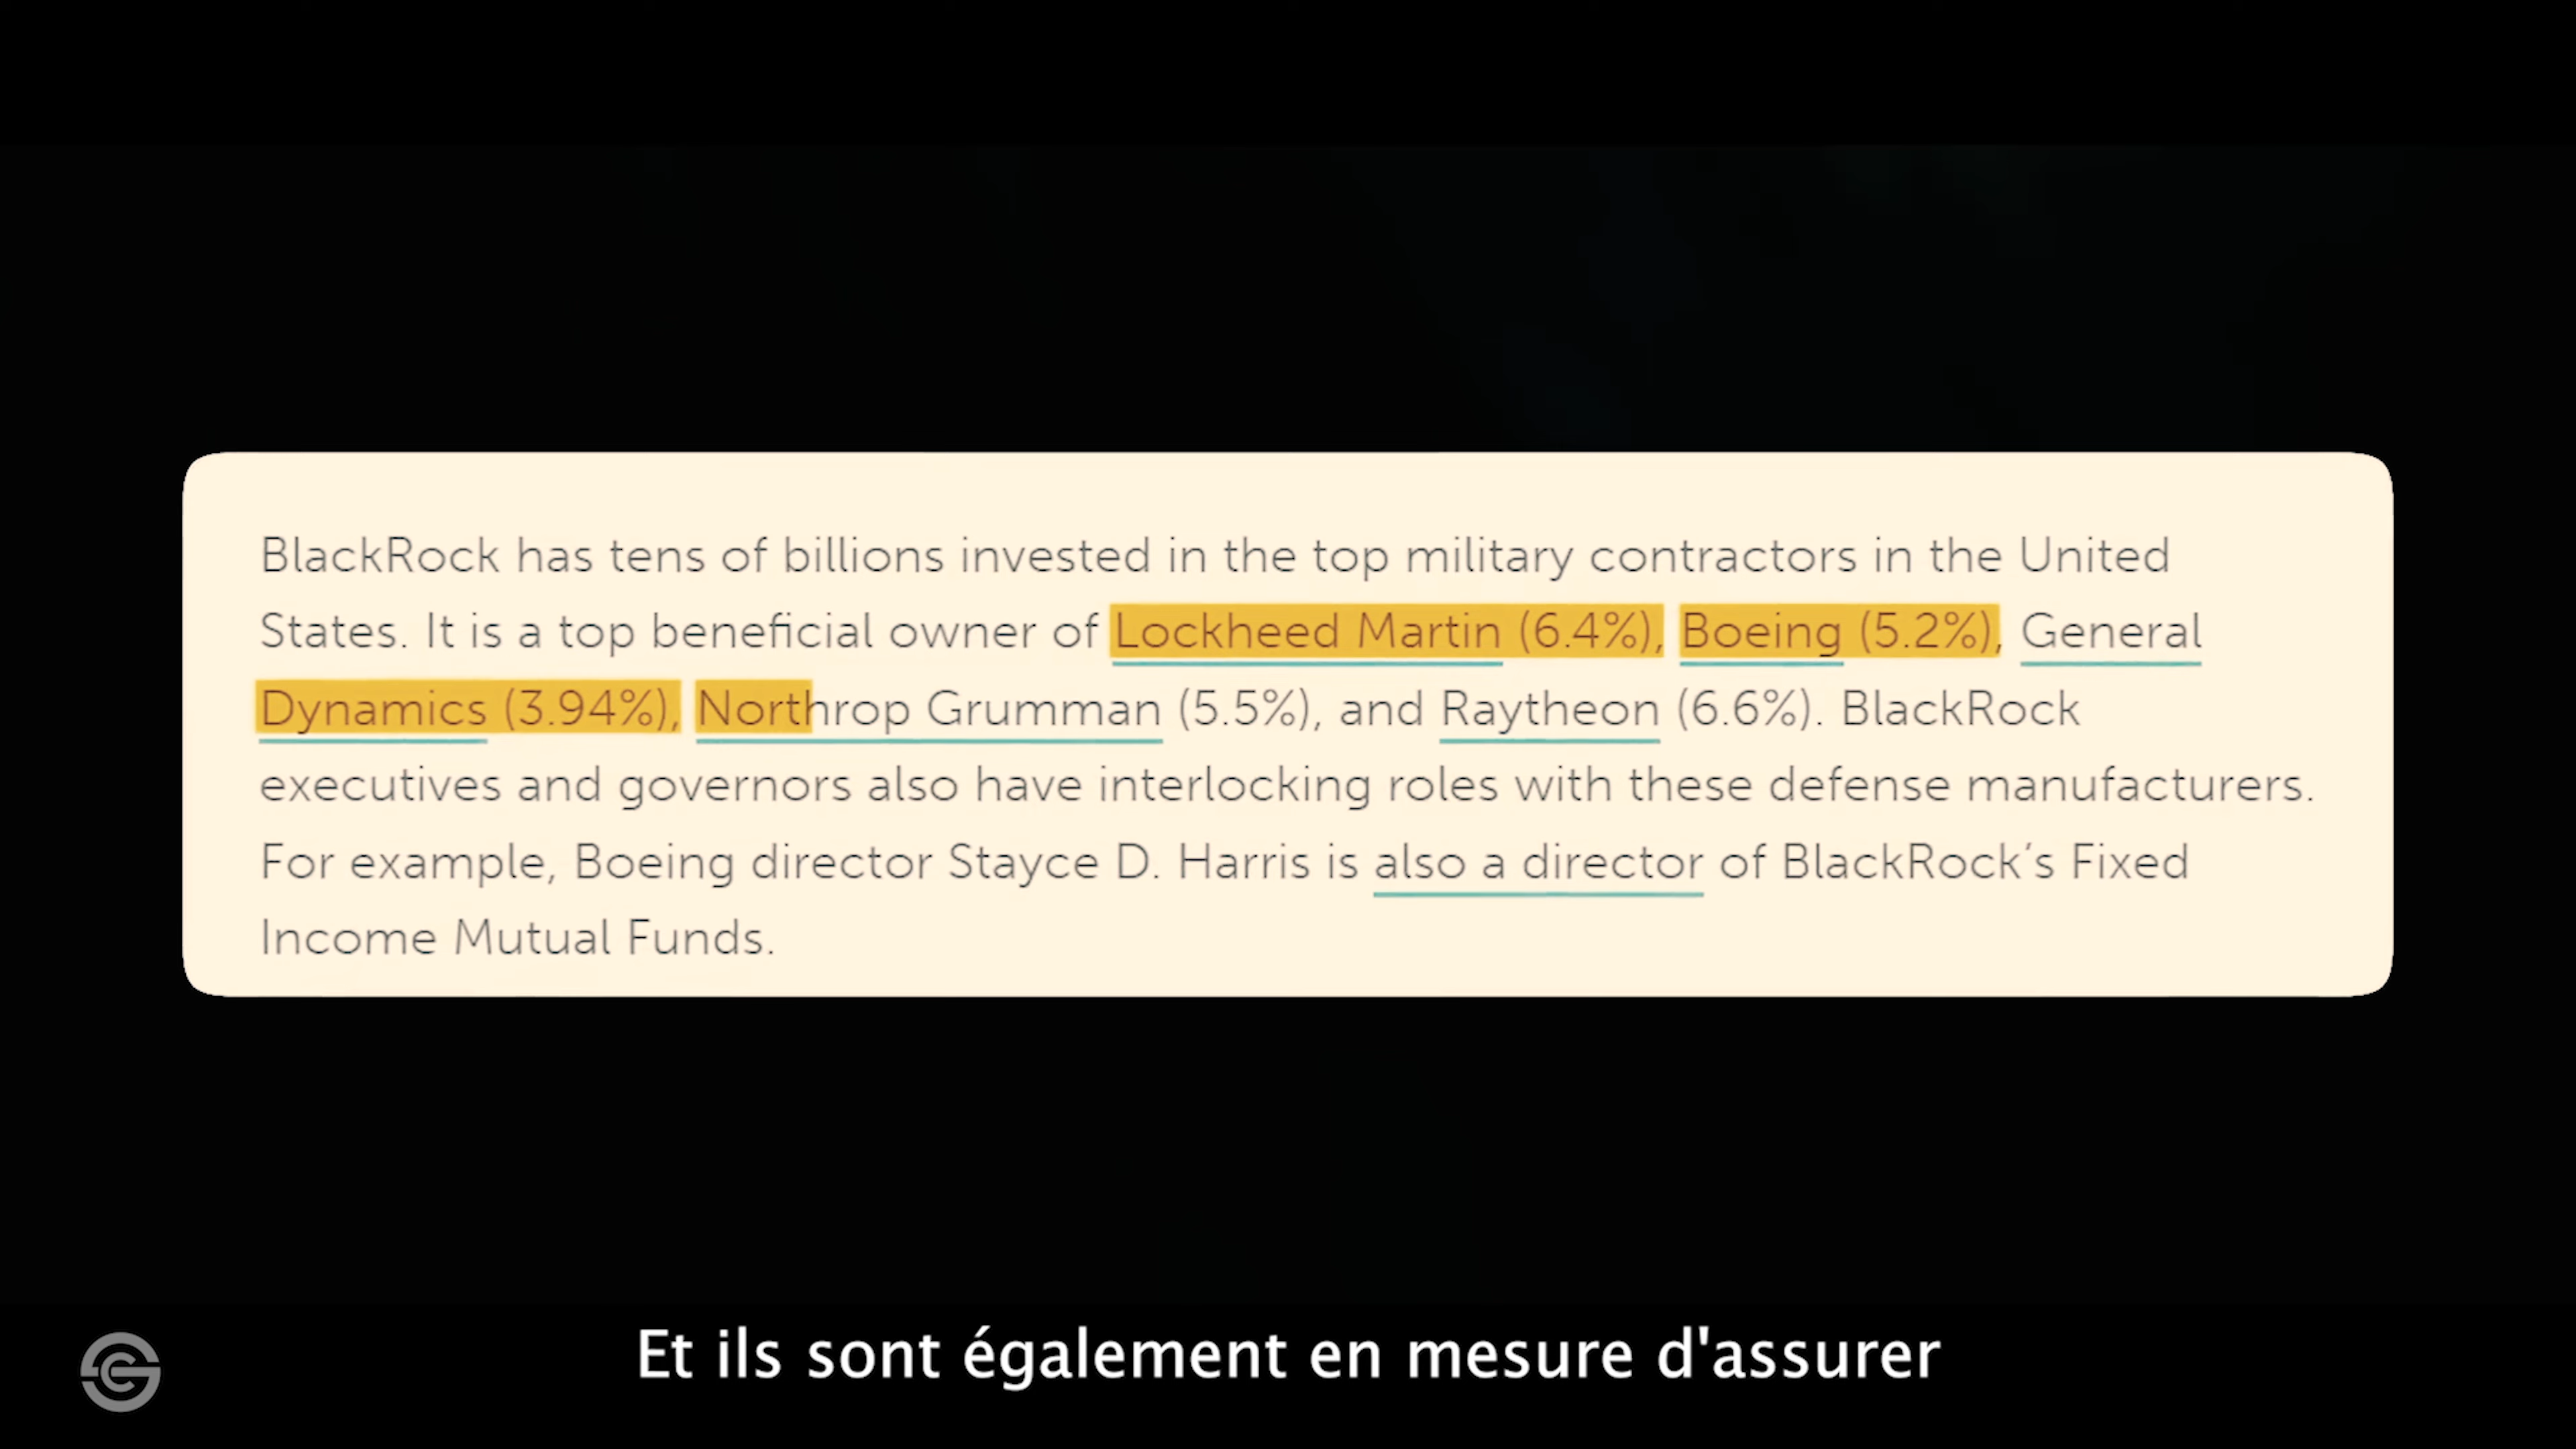 BlackRock has tens of billions invested in the top military contractors in the United
States. It is a top beneficial owner of Lockheed Martin (6.4%), Boeing (5.2%), General
Dynamics (3.94%), Northrop Grumman (5.5%), and Raytheon (6.6%). BlackRock
executives and governors also have interlocking roles with these defense manufacturers.
For example, Boeing director Stayce D. Harris is also a director of BlackRock’s Fixed
Income Mutual Funds.
Et ils sont également en mesure d'assurer